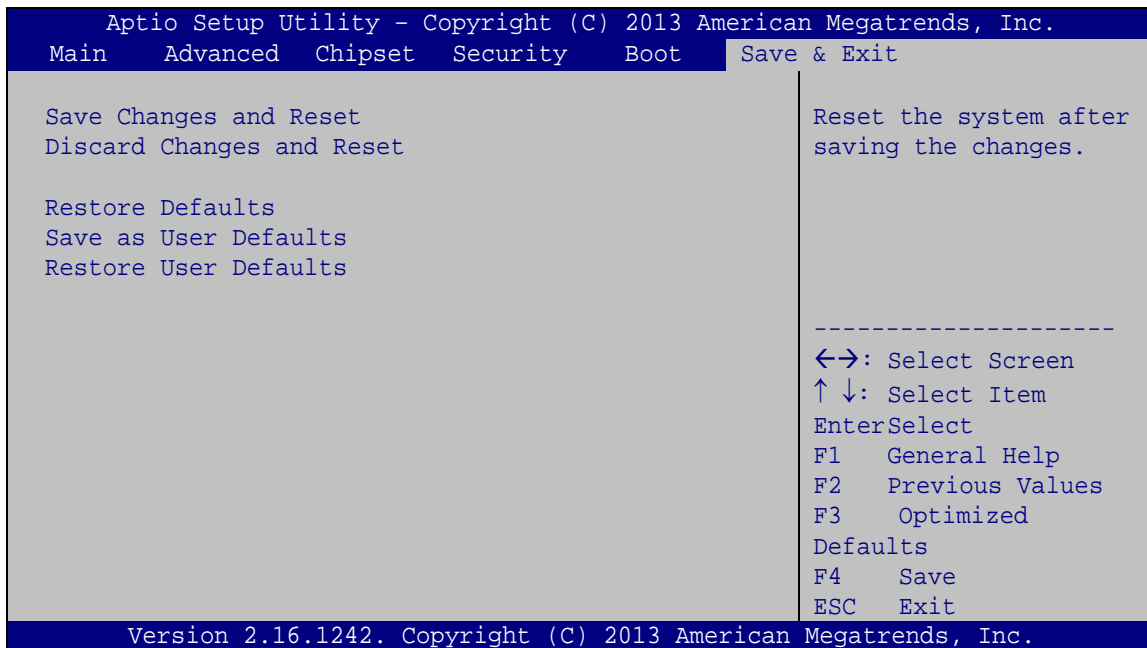 Aptio Setup Utility – Copyright (C) 2013 American Megatrends, Inc.
Main Advanced Chipset Security Boot Save & Exit
Save Changes and Reset
Discard Changes and Reset
Restore Defaults
Save as User Defaults
Restore User Defaults
Reset the system after
saving the changes.
---------------------
←→: Select Screen
↑ ↓: Select Item
EnterSelect
F1 General Help
F2 Previous Values
F3 Optimized
Defaults
F4 Save
ESC Exit
Version 2.16.1242. Copyright (C) 2013 American Megatrends, Inc.